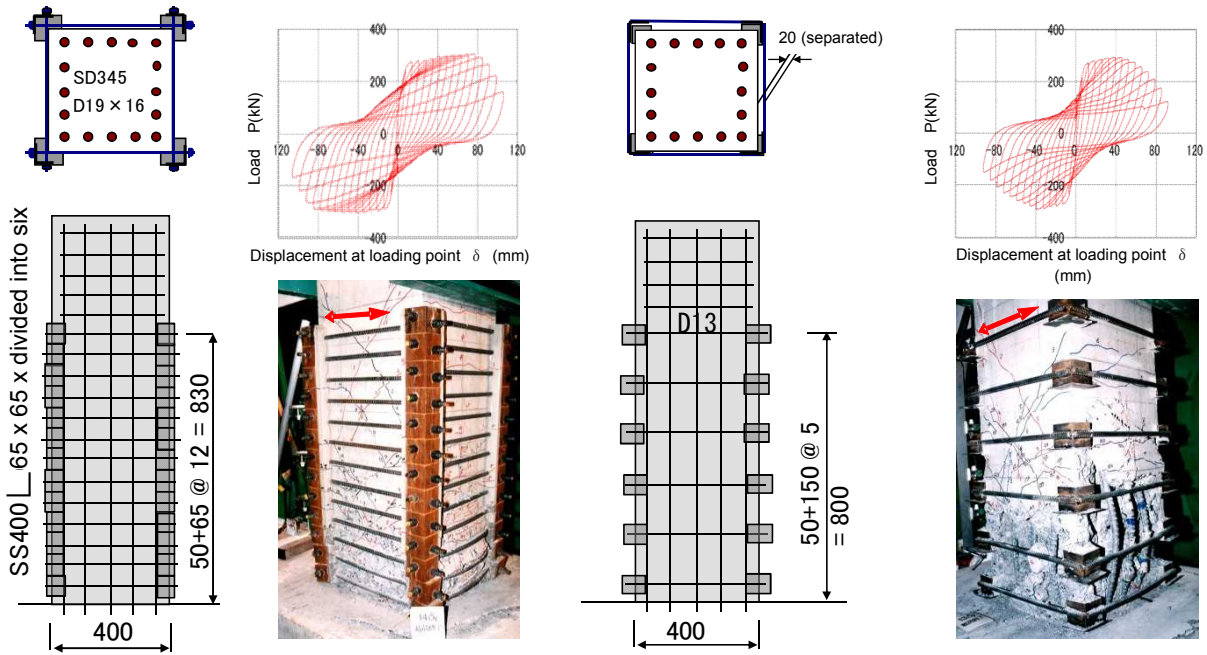 SD345
D19×16
Load P(kN)
400
200
0
-200
-400
120
-80
-40
0
40
80
120
Displacement at loading point δ (mm)
SS400 L 65 x 65 x divided into six
50+65 @ 12 = 830
400
20 (separated)
Load P(kN)
400
200
0
-200
-400
120
-80
-40
0
40
80
120
Displacement at loading point δ
(mm)
D13
50+150 @ 5
= 800
400